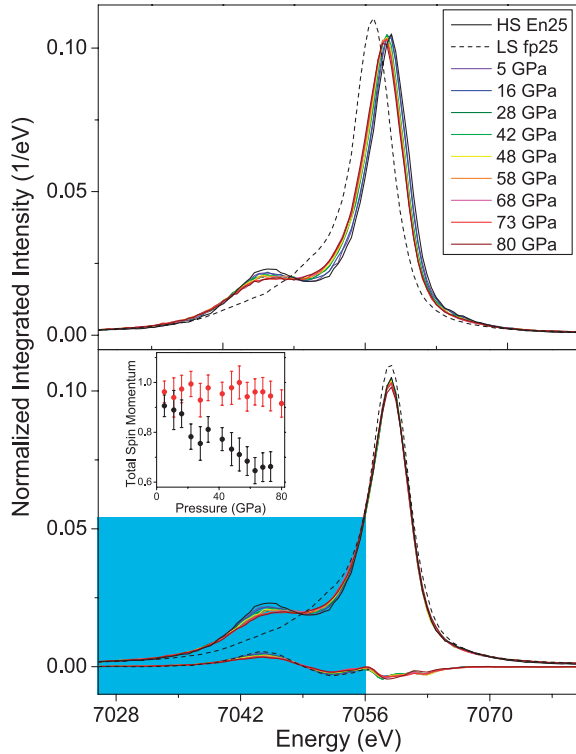 Normalized Integrated Intensity (1/eV)
0.10
0.05
0.00
HS En25
LS fp25
5 GPa
16 GPa
28 GPa
42 GPa
48 GPa
58 GPa
68 GPa
73 GPa
80 GPa
0.10
0.05
0.00
Total Spin Momentum
1.0
0.8
0.6
0
40
80
Pressure (GPa)
7028
7042
7056
7070
Energy (eV)